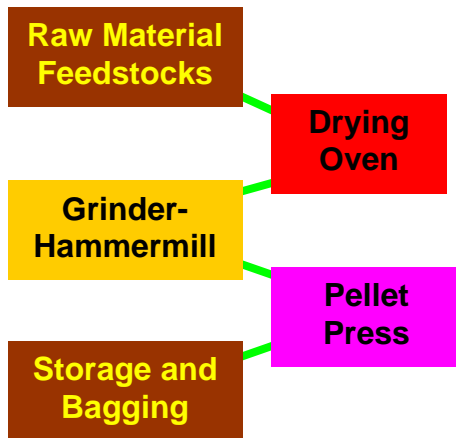 Raw Material
Feedstocks
Drying
Oven
Grinder-
Hammermill
Pellet
Press
Storage and
Bagging